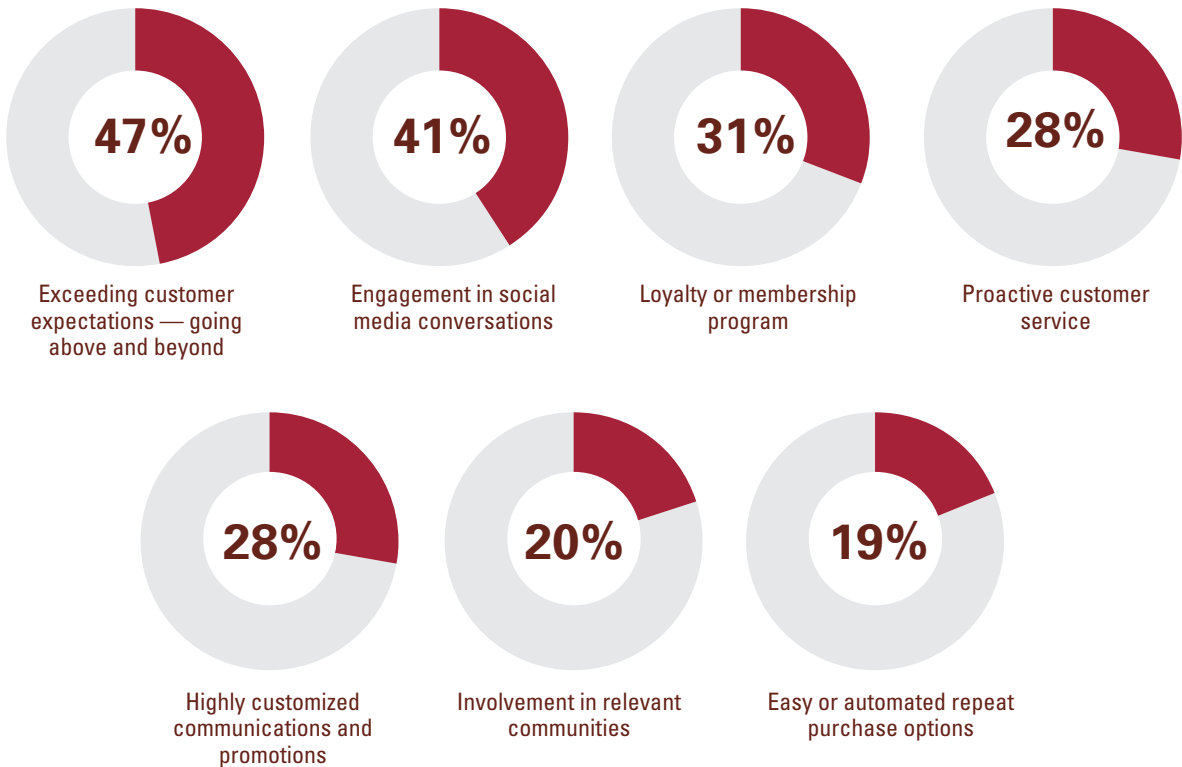 47%
Exceeding customer
expectations — going
above and beyond
41%
Engagement in social
media conversations
31%
Loyalty or membership
program
28%
Proactive customer
service
28%
Highly customized
communications and
promotions
20%
Involvement in relevant
communities
19%
Easy or automated repeat
purchase options